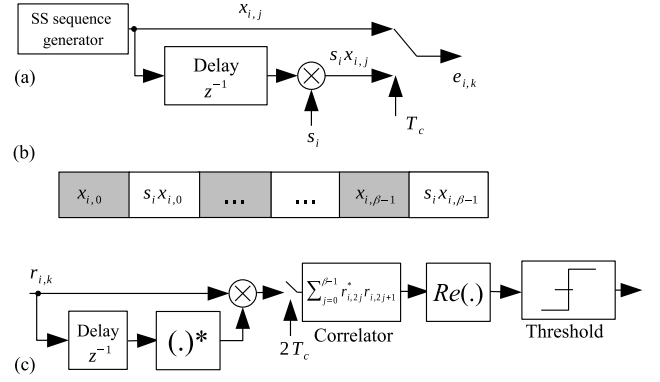 SS sequence
generator
x_{i,j}
Delay
z^{-1}
s_i x_{i,j}
e_{i,k}
(a)
s_i
T_c
(b)
x_{i,0} s_i x_{i,0} ... ... x_{i,β−1} s_i x_{i,β−1}
r_{i,k}
Delay
z^{-1}
(.)*
2T_c
∑_{j=0}^{β−1} r^*_{i,2j} r_{i,2j+1}
Correlator
Re(.)
Threshold
(c)